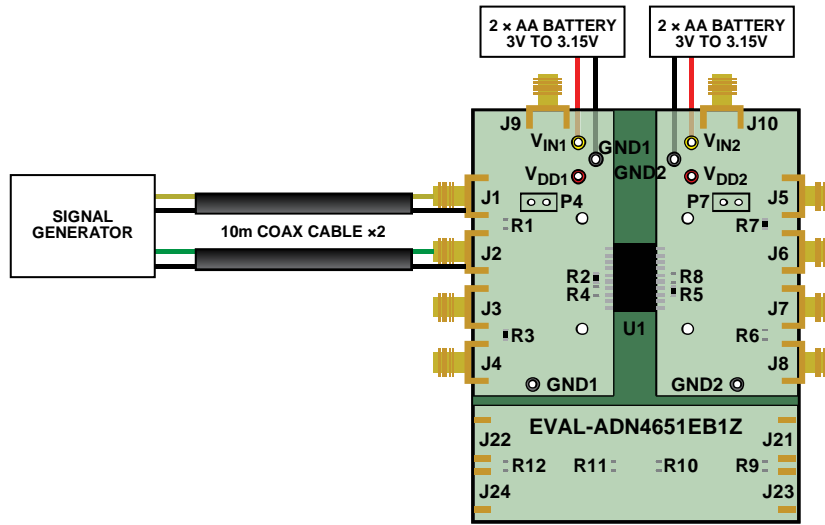 2 × AA BATTERY
3V TO 3.15V
2 × AA BATTERY
3V TO 3.15V
J9
J10
VIN1
GND1
VIN2
GND2
VDD1
VDD2
J1
P4
P7
J5
SIGNAL
GENERATOR
R1
R7
10m COAX CABLE ×2
J2
J6
R2
R8
R4
R5
J3
J7
U1
R3
R6
J4
J8
GND1
GND2
EVAL-ADN4651EB1Z
J22
J21
R12
R11
R10
R9
J24
J23